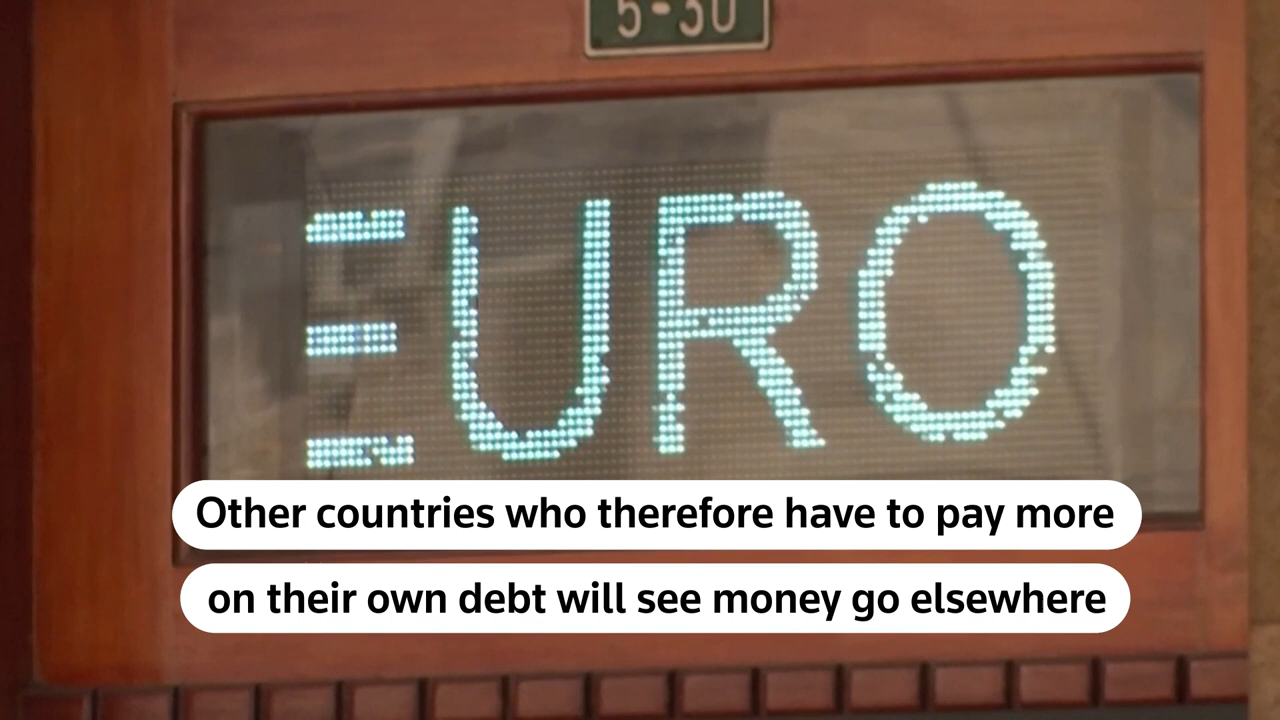 5-30
EURO
Other countries who therefore have to pay more
on their own debt will see money go elsewhere